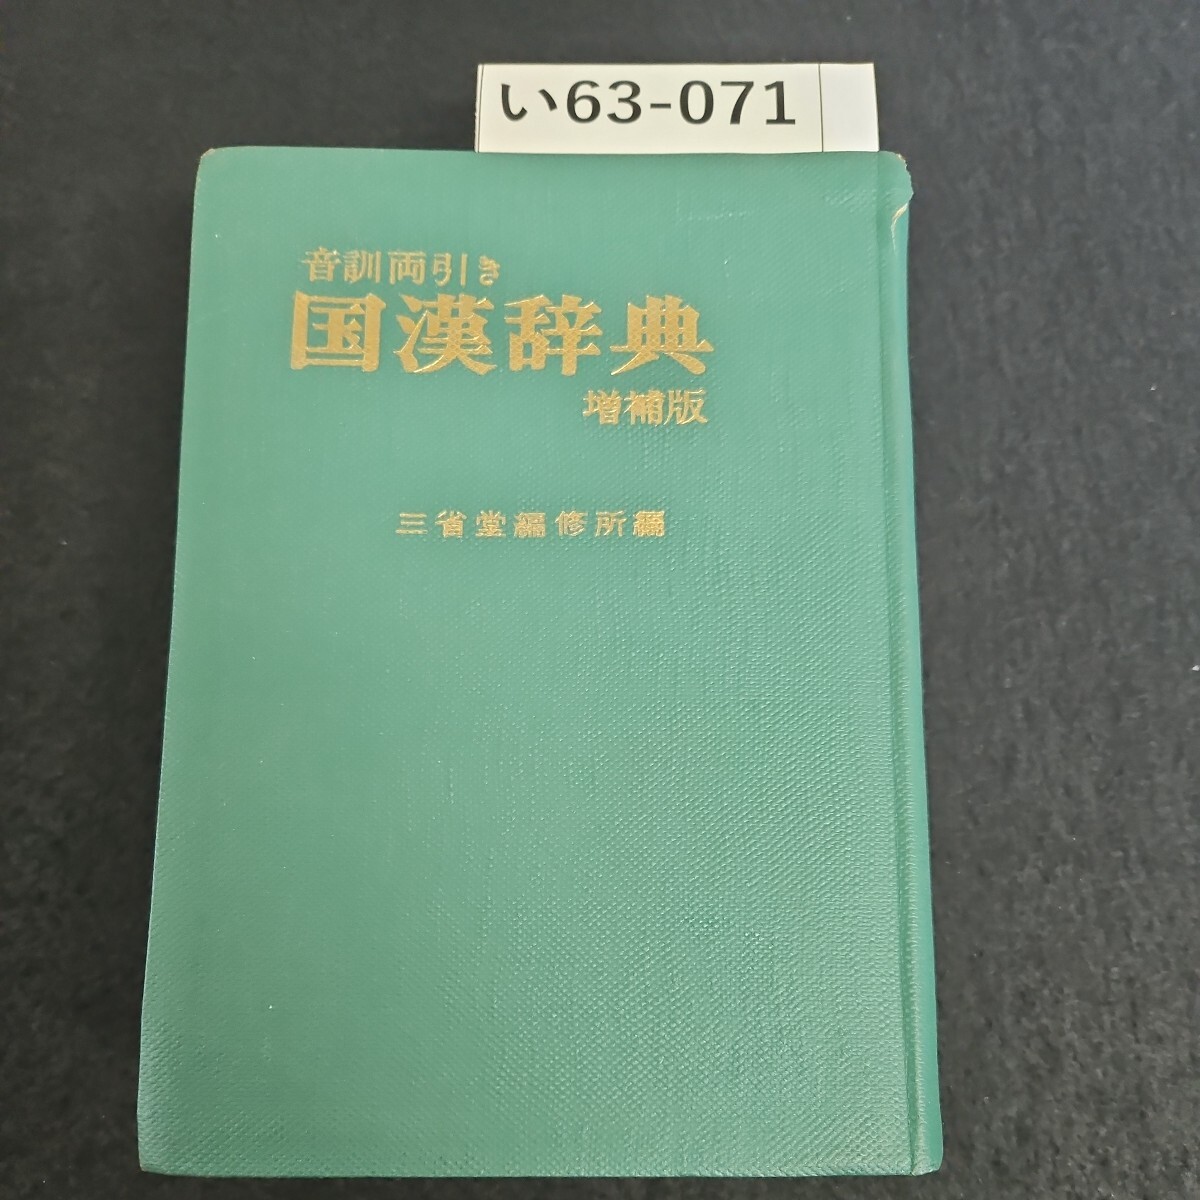 い63-071
音訓両引き
国漢辞典
増補版
三省堂編修所編